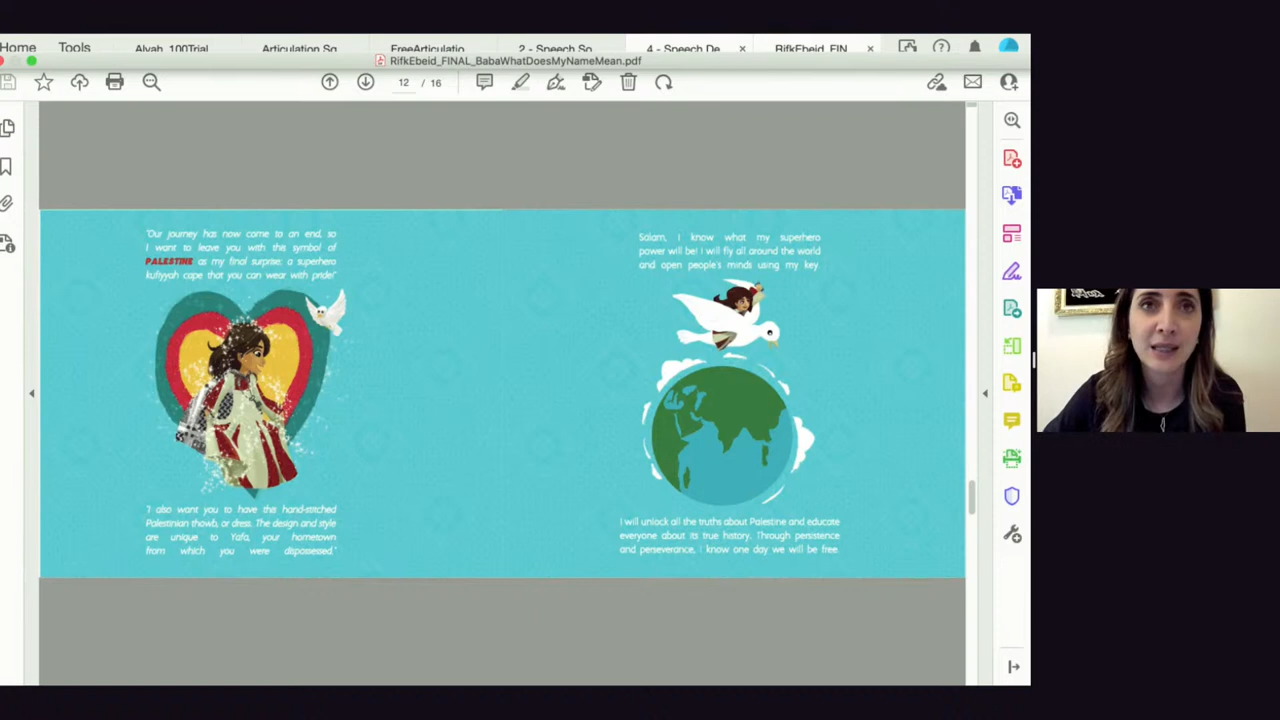 Home
Tools
Alyah_100Trial
Articulation Sq
FreeArticulatio
2 - Speech So
4 - Speech De
RifkEbeid_FIN
RifkEbeid_FINAL_BabaWhatDoesMyNameMean.pdf
12 / 16
"Our journey has now come to an end, so
I want to leave you with this symbol of
PALESTINE as my final surprise: a superhero
kufiyyah cape that you can wear with pride!"
"I also want you to have this hand-stitched
Palestinian thowb, or dress. The design and style
are unique to Yafa, your hometown
from which you were dispossessed."
Salam, I know what my superhero
power will be! I will fly all around the world
and open people's minds using my key.
I will unlock all the truths about Palestine and educate
everyone about its true history. Through persistence
and perseverance, I know one day we will be free.